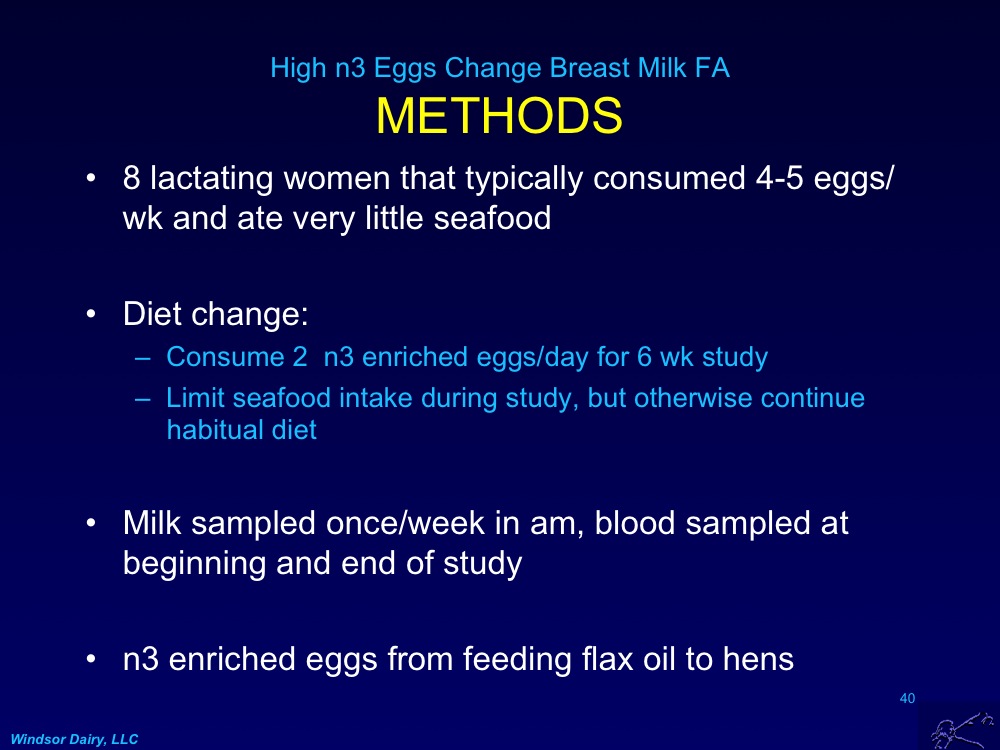 High n3 Eggs Change Breast Milk FA
METHODS
• 8 lactating women that typically consumed 4-5 eggs/
wk and ate very little seafood
• Diet change:
– Consume 2  n3 enriched eggs/day for 6 wk study
– Limit seafood intake during study, but otherwise continue
habitual diet
• Milk sampled once/week in am, blood sampled at
beginning and end of study
• n3 enriched eggs from feeding flax oil to hens
40
Windsor Dairy, LLC